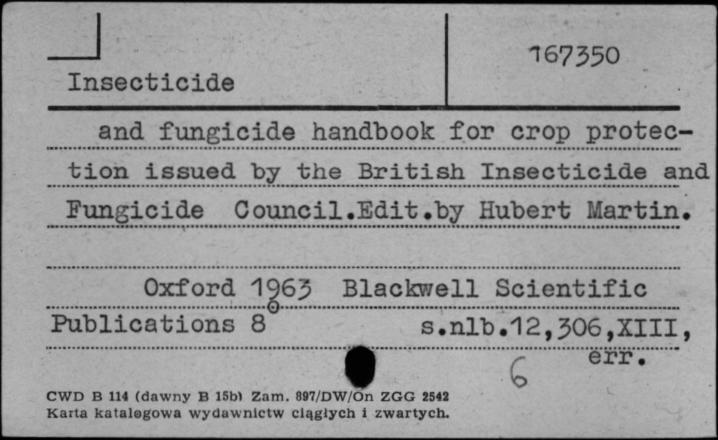 167350
Insecticide
and fungicide handbook for crop protec-
tion issued by the British Insecticide and
Fungicide Council.Edit.by Hubert Martin.
Oxford 1963 Blackwell Scientific
Publications 8° s.nlb.12,306,XIII,
err.
6
CWD B 114 (dawny B 15b) Zam. 897/DW/On ZGG 2542
Karta katalogowa wydawnictw ciągłych i zwartych.